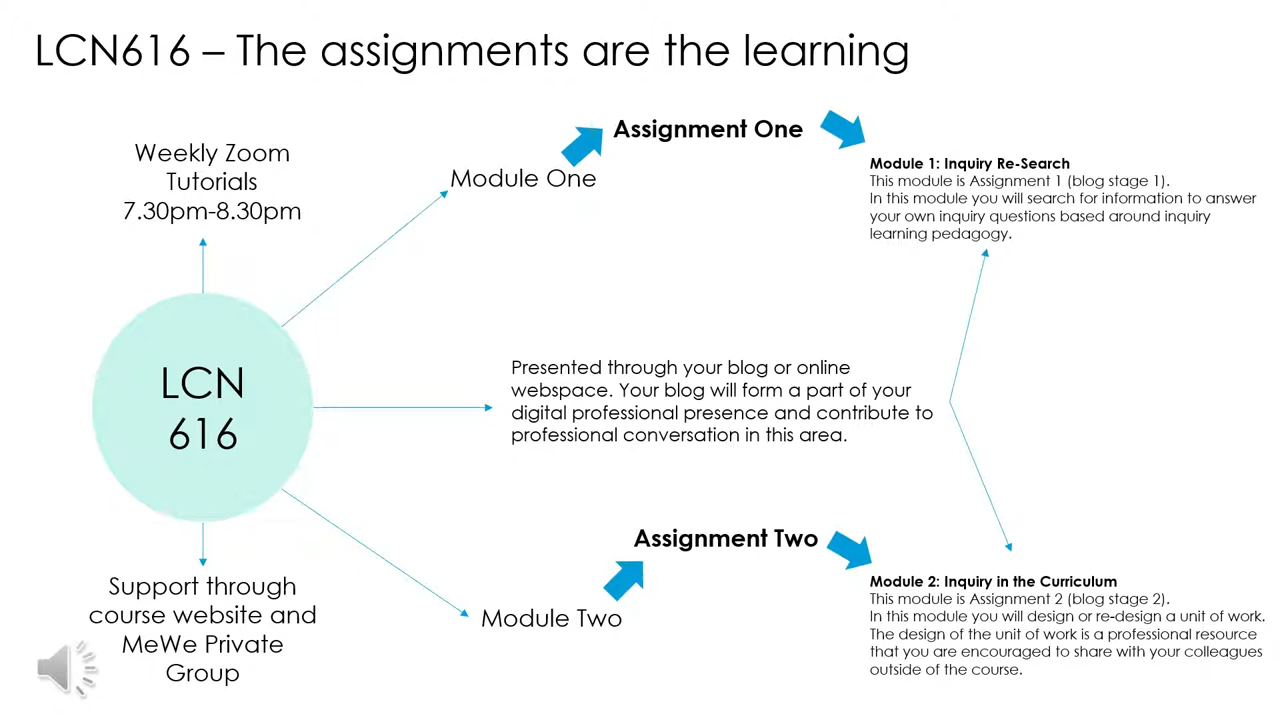 LCN616 – The assignments are the learning
Weekly Zoom
Tutorials
7.30pm-8.30pm
LCN
616
Support through
course website and
MeWe Private
Group
Module One
Assignment One
Module 1: Inquiry Re-Search
This module is Assignment 1 (blog stage 1).
In this module you will search for information to answer
your own inquiry questions based around inquiry
learning pedagogy.
Presented through your blog or online
webspace. Your blog will form a part of your
digital professional presence and contribute to
professional conversation in this area.
Module Two
Assignment Two
Module 2: Inquiry in the Curriculum
This module is Assignment 2 (blog stage 2).
In this module you will design or re-design a unit of work.
The design of the unit of work is a professional resource
that you are encouraged to share with your colleagues
outside of the course.